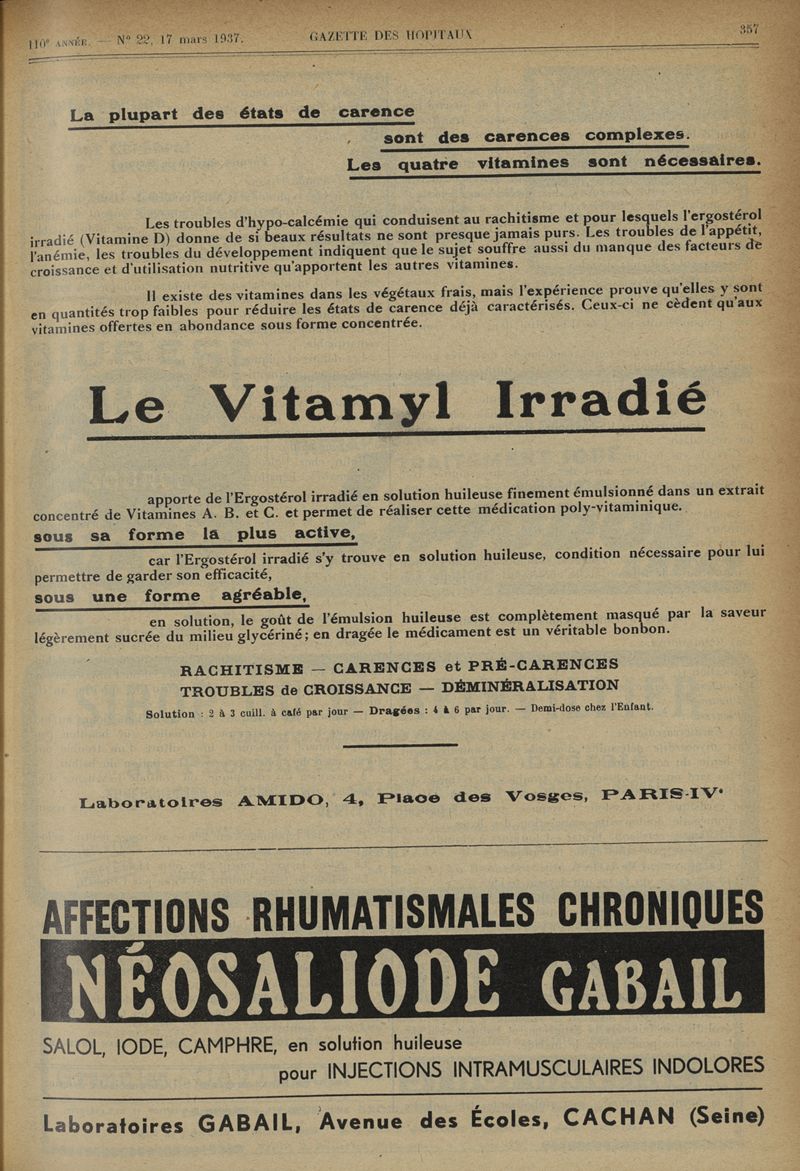 110e ANNÉE. — N° 22, 17 mars 1937.
GAZETTE DES HOPITAUX
357
La plupart des états de carence
sont des carences complexes.
Les quatre vitamines sont nécessaires.
Les troubles d'hypo-calcémie qui conduisent au rachitisme et pour lesquels l'ergostérol
irradié (Vitamine D) donne de si beaux résultats ne sont presque jamais purs. Les troubles de l'appétit,
l'anémie, les troubles du développement indiquent que le sujet souffre aussi du manque des facteurs de
croissance et d'utilisation nutritive qu'apportent les autres vitamines.
Il existe des vitamines dans les végétaux frais, mais l'expérience prouve qu'elles y sont
en quantités trop faibles pour réduire les états de carence déjà caractérisés. Ceux-ci ne cèdent qu'aux
vitamines offertes en abondance sous forme concentrée.
Le Vitamyl Irradié
apporte de l'Ergostérol irradié en solution huileuse finement émulsionné dans un extrait
concentré de Vitamines A. B. et C. et permet de réaliser cette médication poly-vitaminique.
sous sa forme la plus active,
car l'Ergostérol irradié s'y trouve en solution huileuse, condition nécessaire pour lui
permettre de garder son efficacité,
sous une forme agréable,
en solution, le goût de l'émulsion huileuse est complètement masqué par la saveur
légèrement sucrée du milieu glycériné; en dragée le médicament est un véritable bonbon.
RACHITISME — CARENCES et PRÉ-CARENCES
TROUBLES de CROISSANCE — DÉMINÉRALISATION
Solution : 2 à 3 cuill. à café par jour — Dragées : 4 à 6 par jour. — Demi-dose chez l'Enfant.
Laboratoires AMIDO, 4, Place des Vosges, PARIS-IVe
AFFECTIONS RHUMATISMALES CHRONIQUES
NÉOSALIODE GABAIL
SALOL, IODE, CAMPHRE, en solution huileuse
pour INJECTIONS INTRAMUSCULAIRES INDOLORES
Laboratoires GABAIL, Avenue des Écoles, CACHAN (Seine)